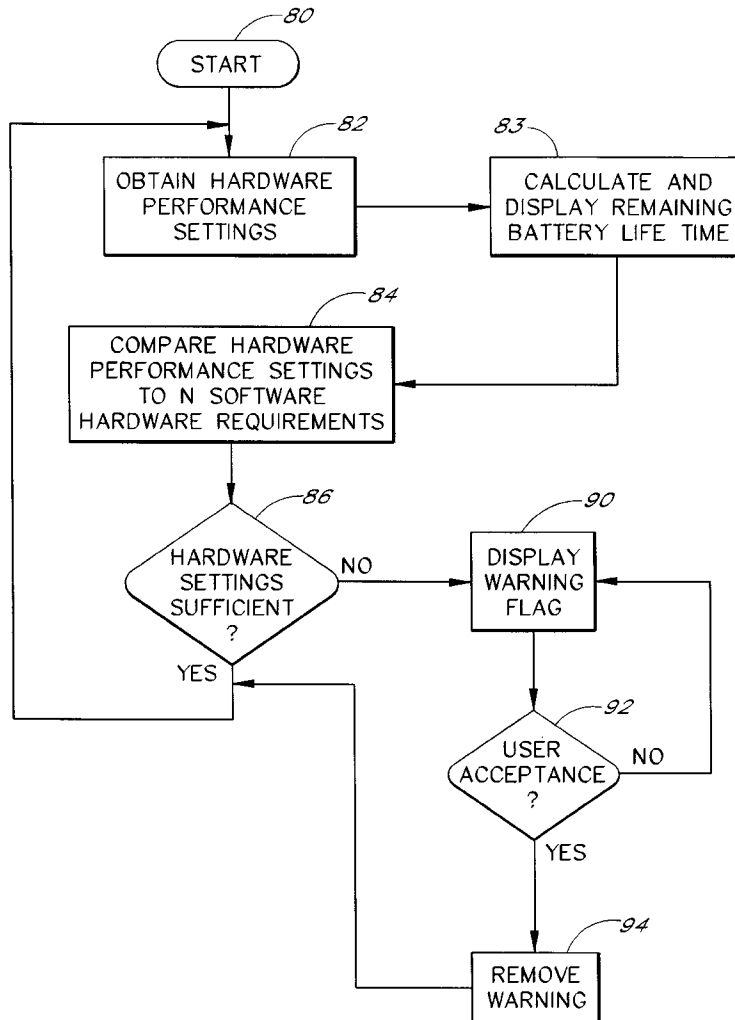 80
START
82
OBTAIN HARDWARE
PERFORMANCE
SETTINGS
83
CALCULATE AND
DISPLAY REMAINING
BATTERY LIFE TIME
84
COMPARE HARDWARE
PERFORMANCE SETTINGS
TO N SOFTWARE
HARDWARE REQUIREMENTS
86
HARDWARE
SETTINGS
SUFFICIENT
?
NO
YES
90
DISPLAY
WARNING
FLAG
92
USER
ACCEPTANCE
?
NO
YES
94
REMOVE
WARNING